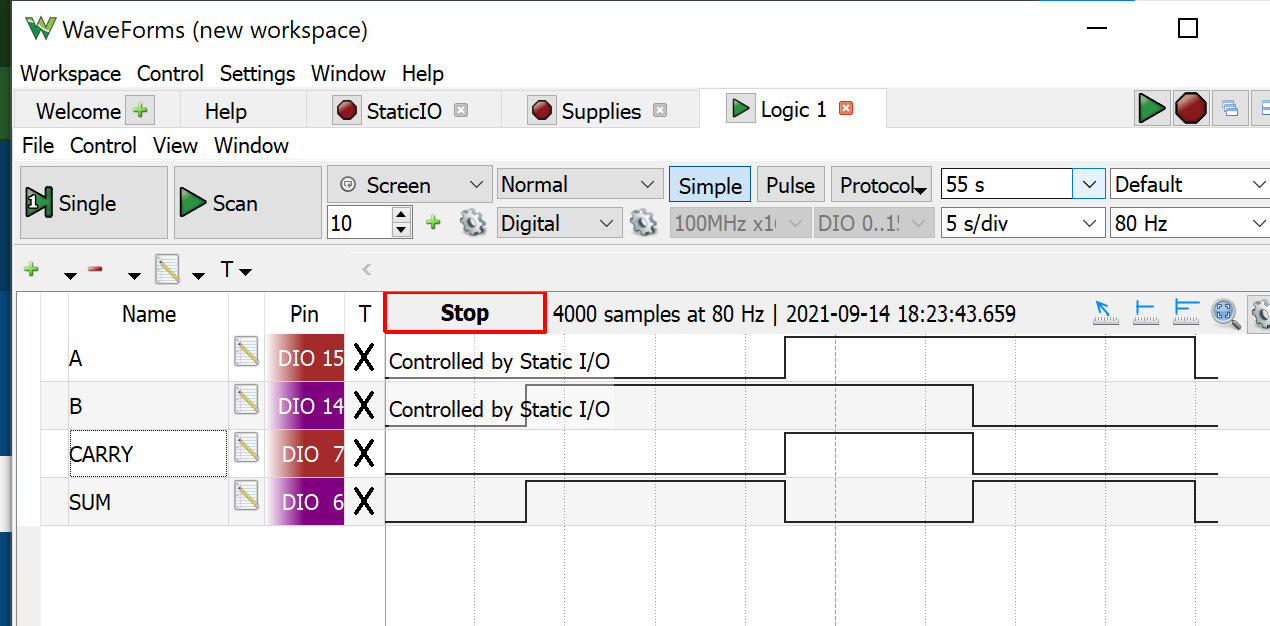 WaveForms (new workspace)
Workspace Control Settings Window Help
Welcome Help StaticIO Supplies Logic 1
File Control View Window
Single Scan Screen Normal Simple Pulse Protocol 55 s Default
10 Digital 100MHz DIO 0..15 5 s/div 80 Hz
T
Name Pin T Stop 4000 samples at 80 Hz | 2021-09-14 18:23:43.659
A DIO 15 X Controlled by Static I/O
B DIO 14 X Controlled by Static I/O
CARRY DIO 7 X
SUM DIO 6 X